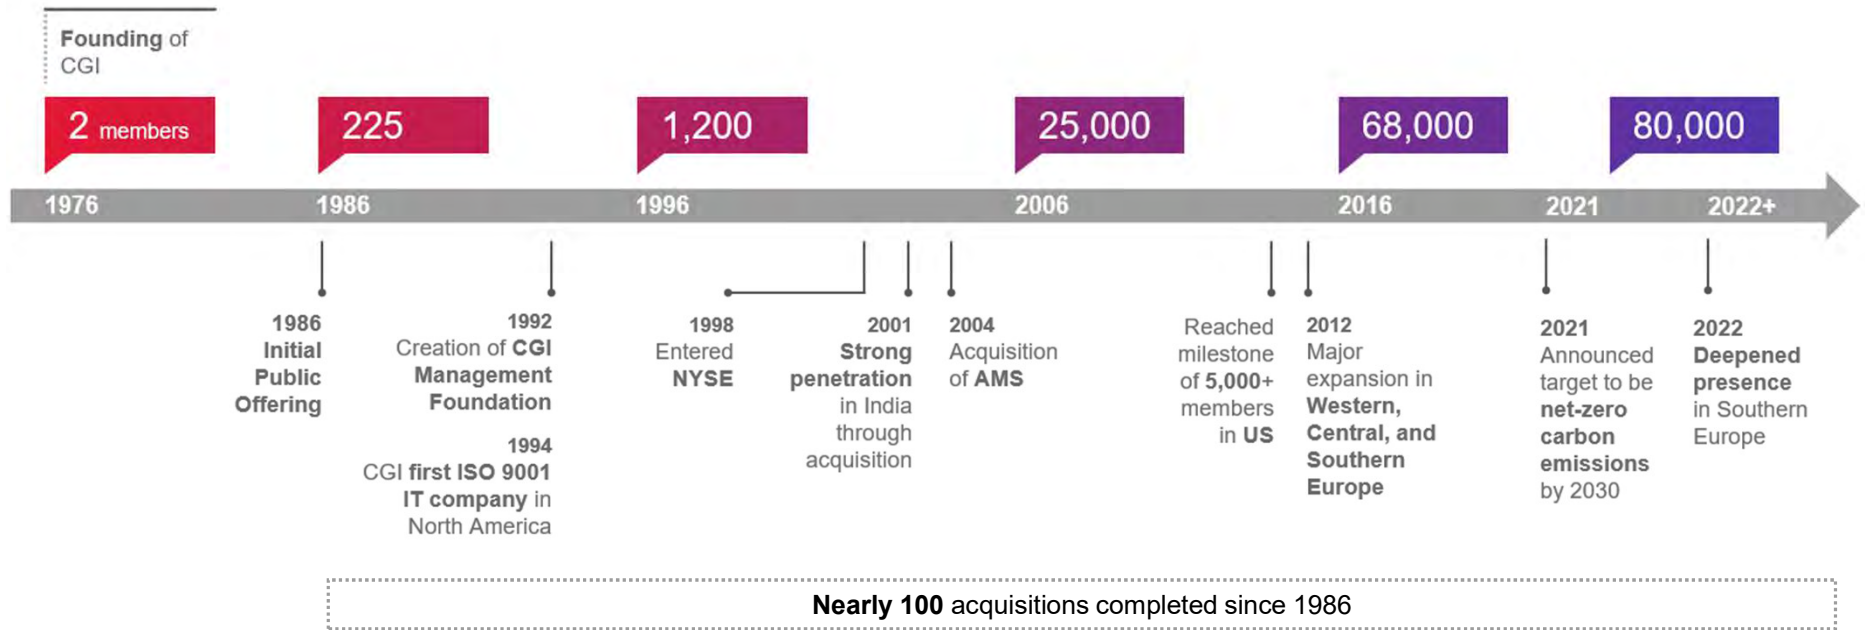 Founding of
CGI
2 members
225
1,200
25,000
68,000
80,000
1976
1986
1996
2006
2016
2021
2022+
1986
Initial
Public
Offering
1992
Creation of CGI
Management
Foundation
1994
CGI first ISO 9001
IT company in
North America
1998
Entered
NYSE
2001
Strong
penetration
in India
through
acquisition
2004
Acquisition
of AMS
Reached
milestone
of 5,000+
members
in US
2012
Major
expansion in
Western,
Central, and
Southern
Europe
2021
Announced
target to be
net-zero
carbon
emissions
by 2030
2022
Deepened
presence
in Southern
Europe
Nearly 100 acquisitions completed since 1986